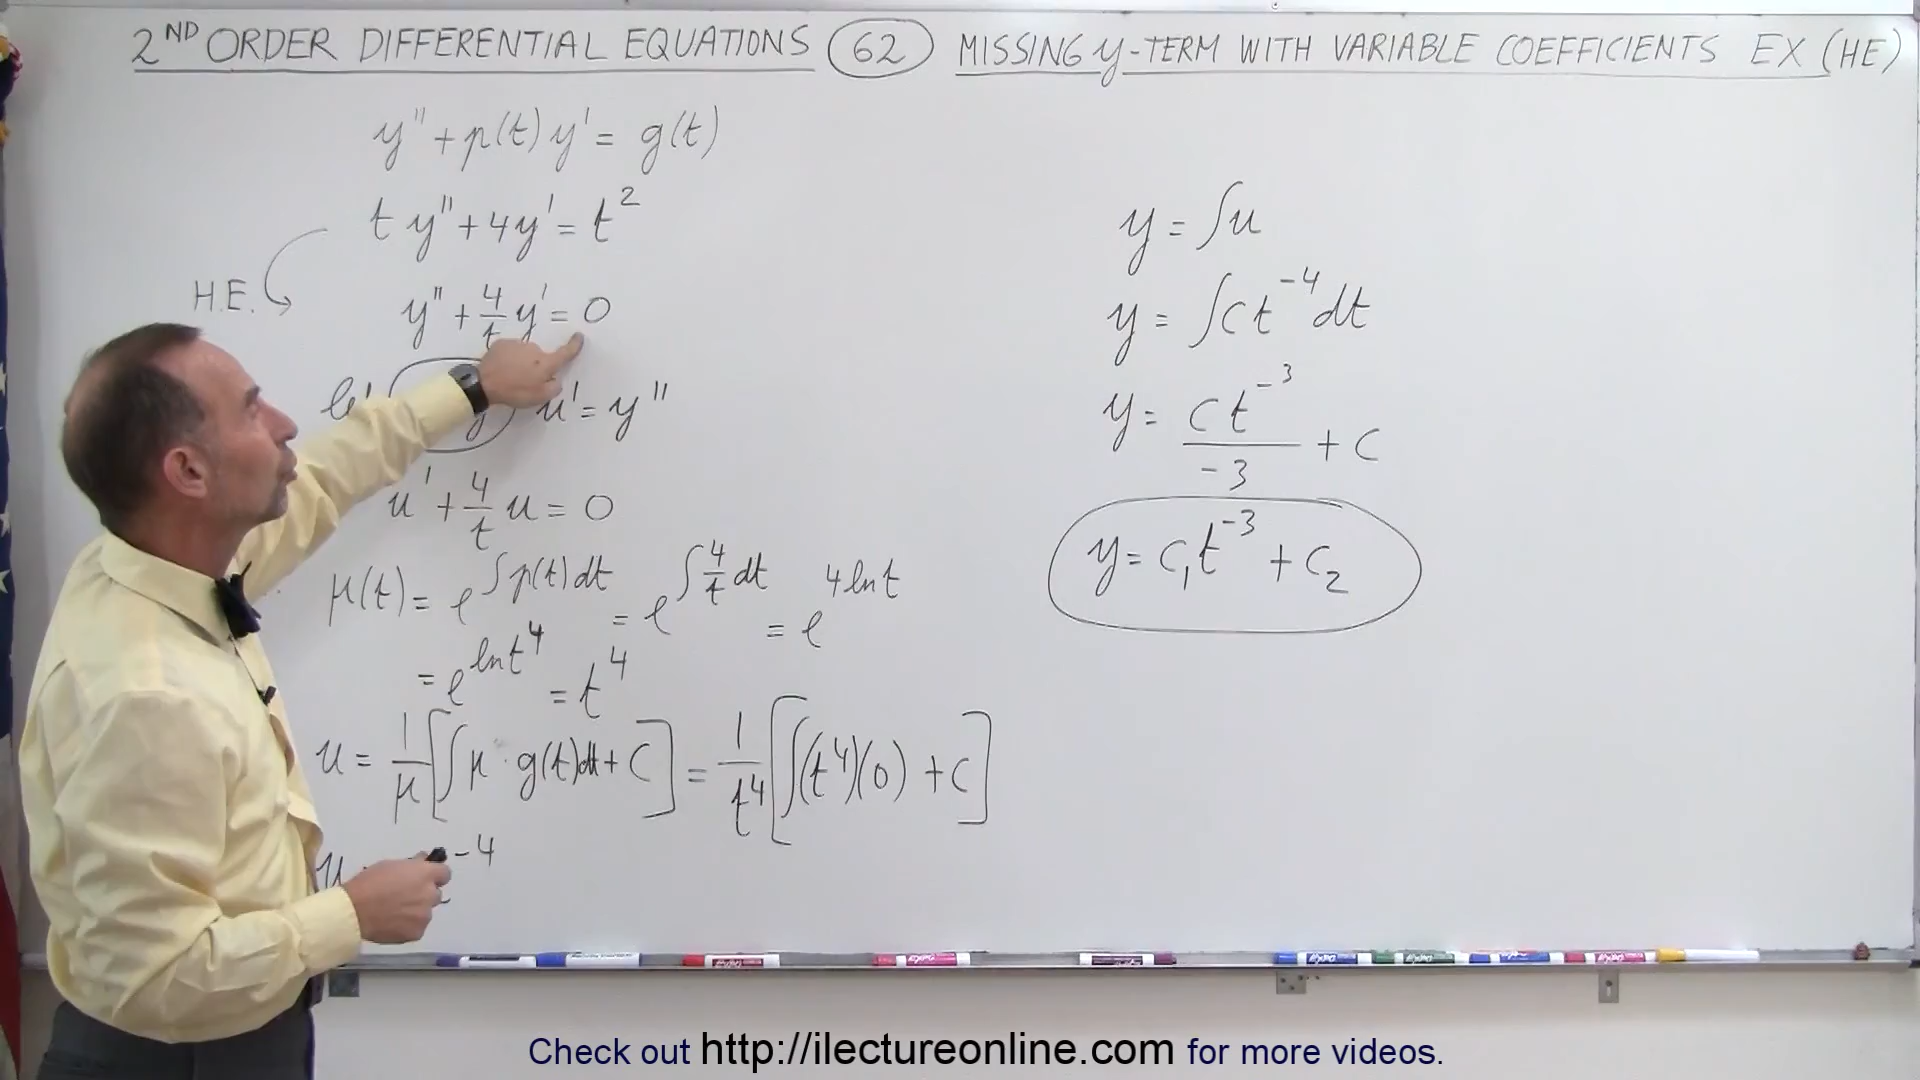 2ND ORDER DIFFERENTIAL EQUATIONS (62) MISSING y-TERM WITH VARIABLE COEFFICIENTS EX (HE)
y'' + p(t) y' = g(t)
t y'' + 4y' = t²
H.E.
y'' + 4/t y' = 0
u' = y''
u' + 4/t u = 0
μ(t) = e^∫p(t)dt = e^∫4/t dt = e^4lnt
= e^lnt⁴ = t⁴
u = 1/μ [∫μ · g(t)dt + C] = 1/t⁴ [∫(t⁴)(0) + C]
u -4
y = ∫u
y = ∫ct⁻⁴dt
y = ct⁻³/-3 + c
y = c₁t⁻³ + c₂
Check out http://ilectureonline.com for more videos.